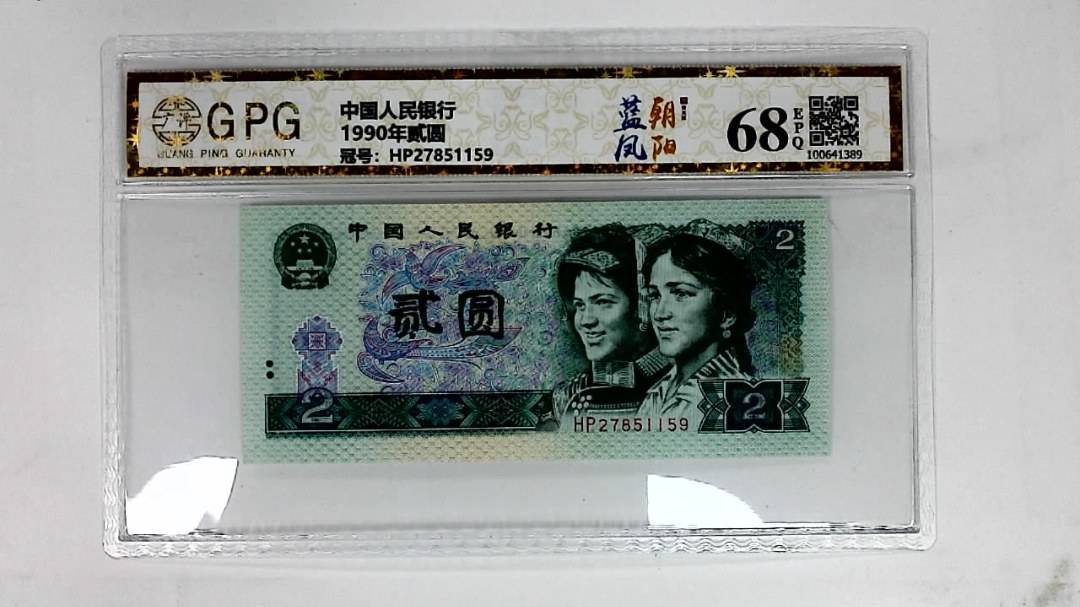 GPG
GUANG PING GUARANTY
中国人民银行
1990年贰圆
冠号：HP27851159
蓝凤
朝阳
68
EPQ
100641389
中国人民银行
2
贰圆
2
2
HP27851159